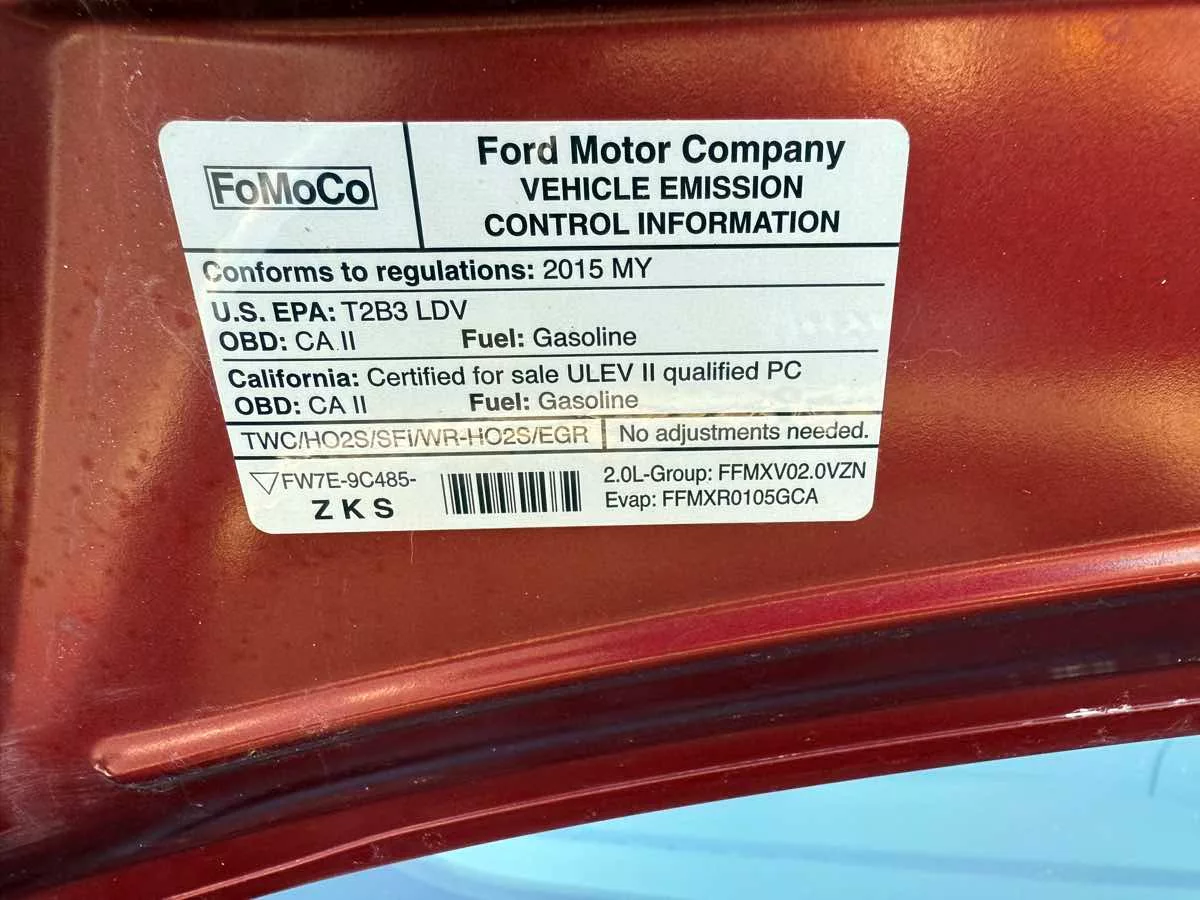 FoMoCo
Ford Motor Company
VEHICLE EMISSION
CONTROL INFORMATION
Conforms to regulations: 2015 MY
U.S. EPA: T2B3 LDV
OBD: CA II Fuel: Gasoline
California: Certified for sale ULEV II qualified PC
OBD: CA II Fuel: Gasoline
TWC/HO2S/SFI/WR-HO2S/EGR No adjustments needed.
FW7E-9C485-
Z K S
2.0L-Group: FFMXV02.0VZN
Evap: FFMXR0105GCA